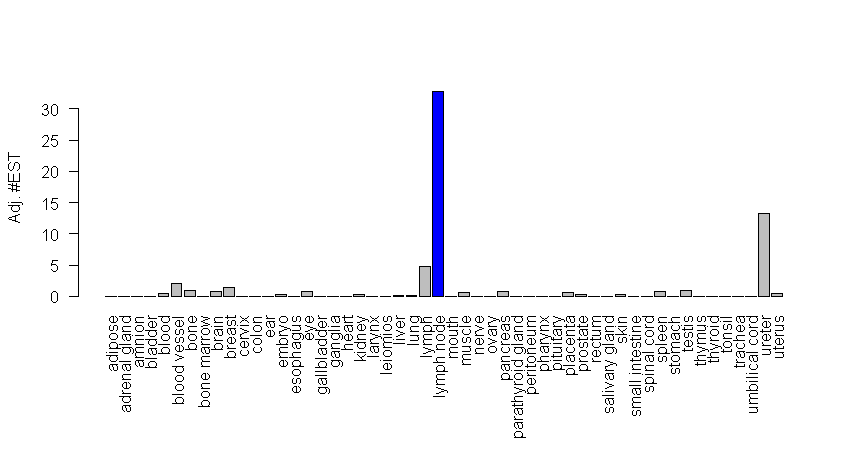 Adj. #EST
30
25
20
15
10
5
0
adipose
adrenal gland
amnion
bladder
blood
blood vessel
bone
bone marrow
brain
breast
cervix
colon
ear
embryo
esophagus
eye
gallbladder
ganglia
heart
kidney
larynx
leiomios
liver
lung
lymph
lymph node
mouth
muscle
nerve
ovary
pancreas
parathyroid gland
peritoneum
pharynx
pituitary
placenta
prostate
rectum
salivary gland
skin
small intestine
spinal cord
spleen
stomach
testis
thymus
thyroid
tonsil
trachea
umbilical cord
ureter
uterus